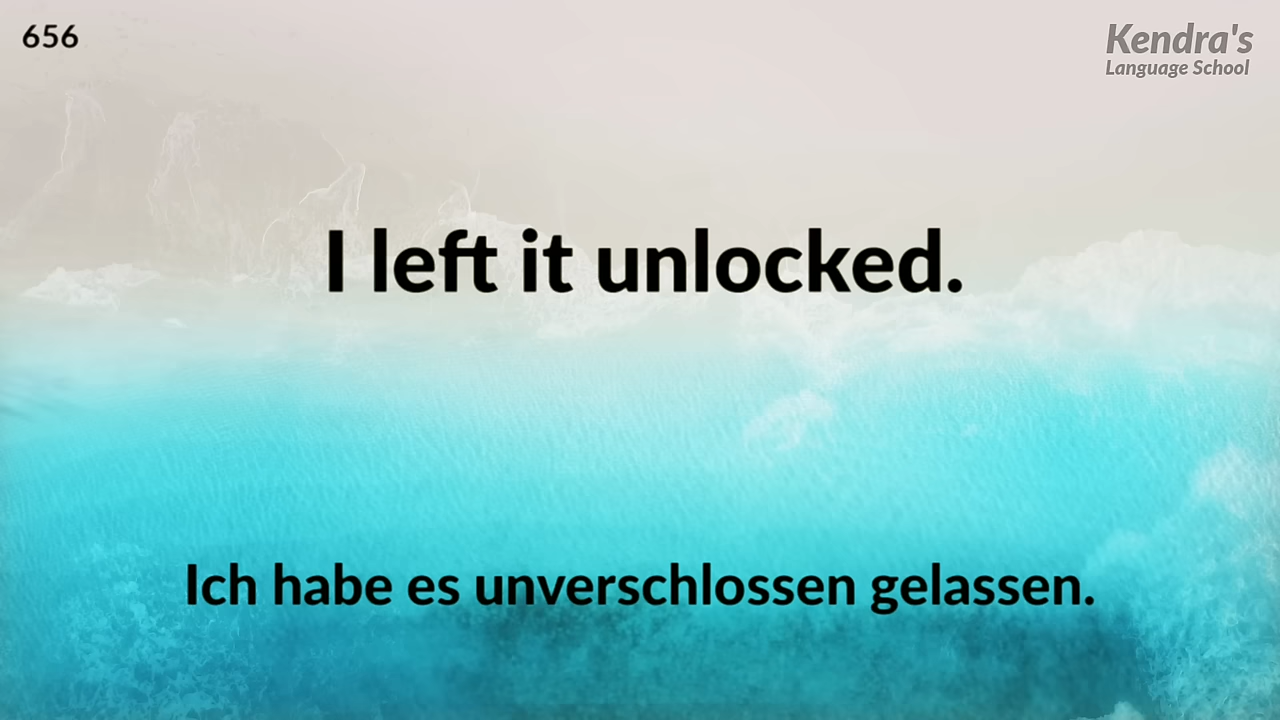 656
Kendra's
Language School
I left it unlocked.
Ich habe es unverschlossen gelassen.